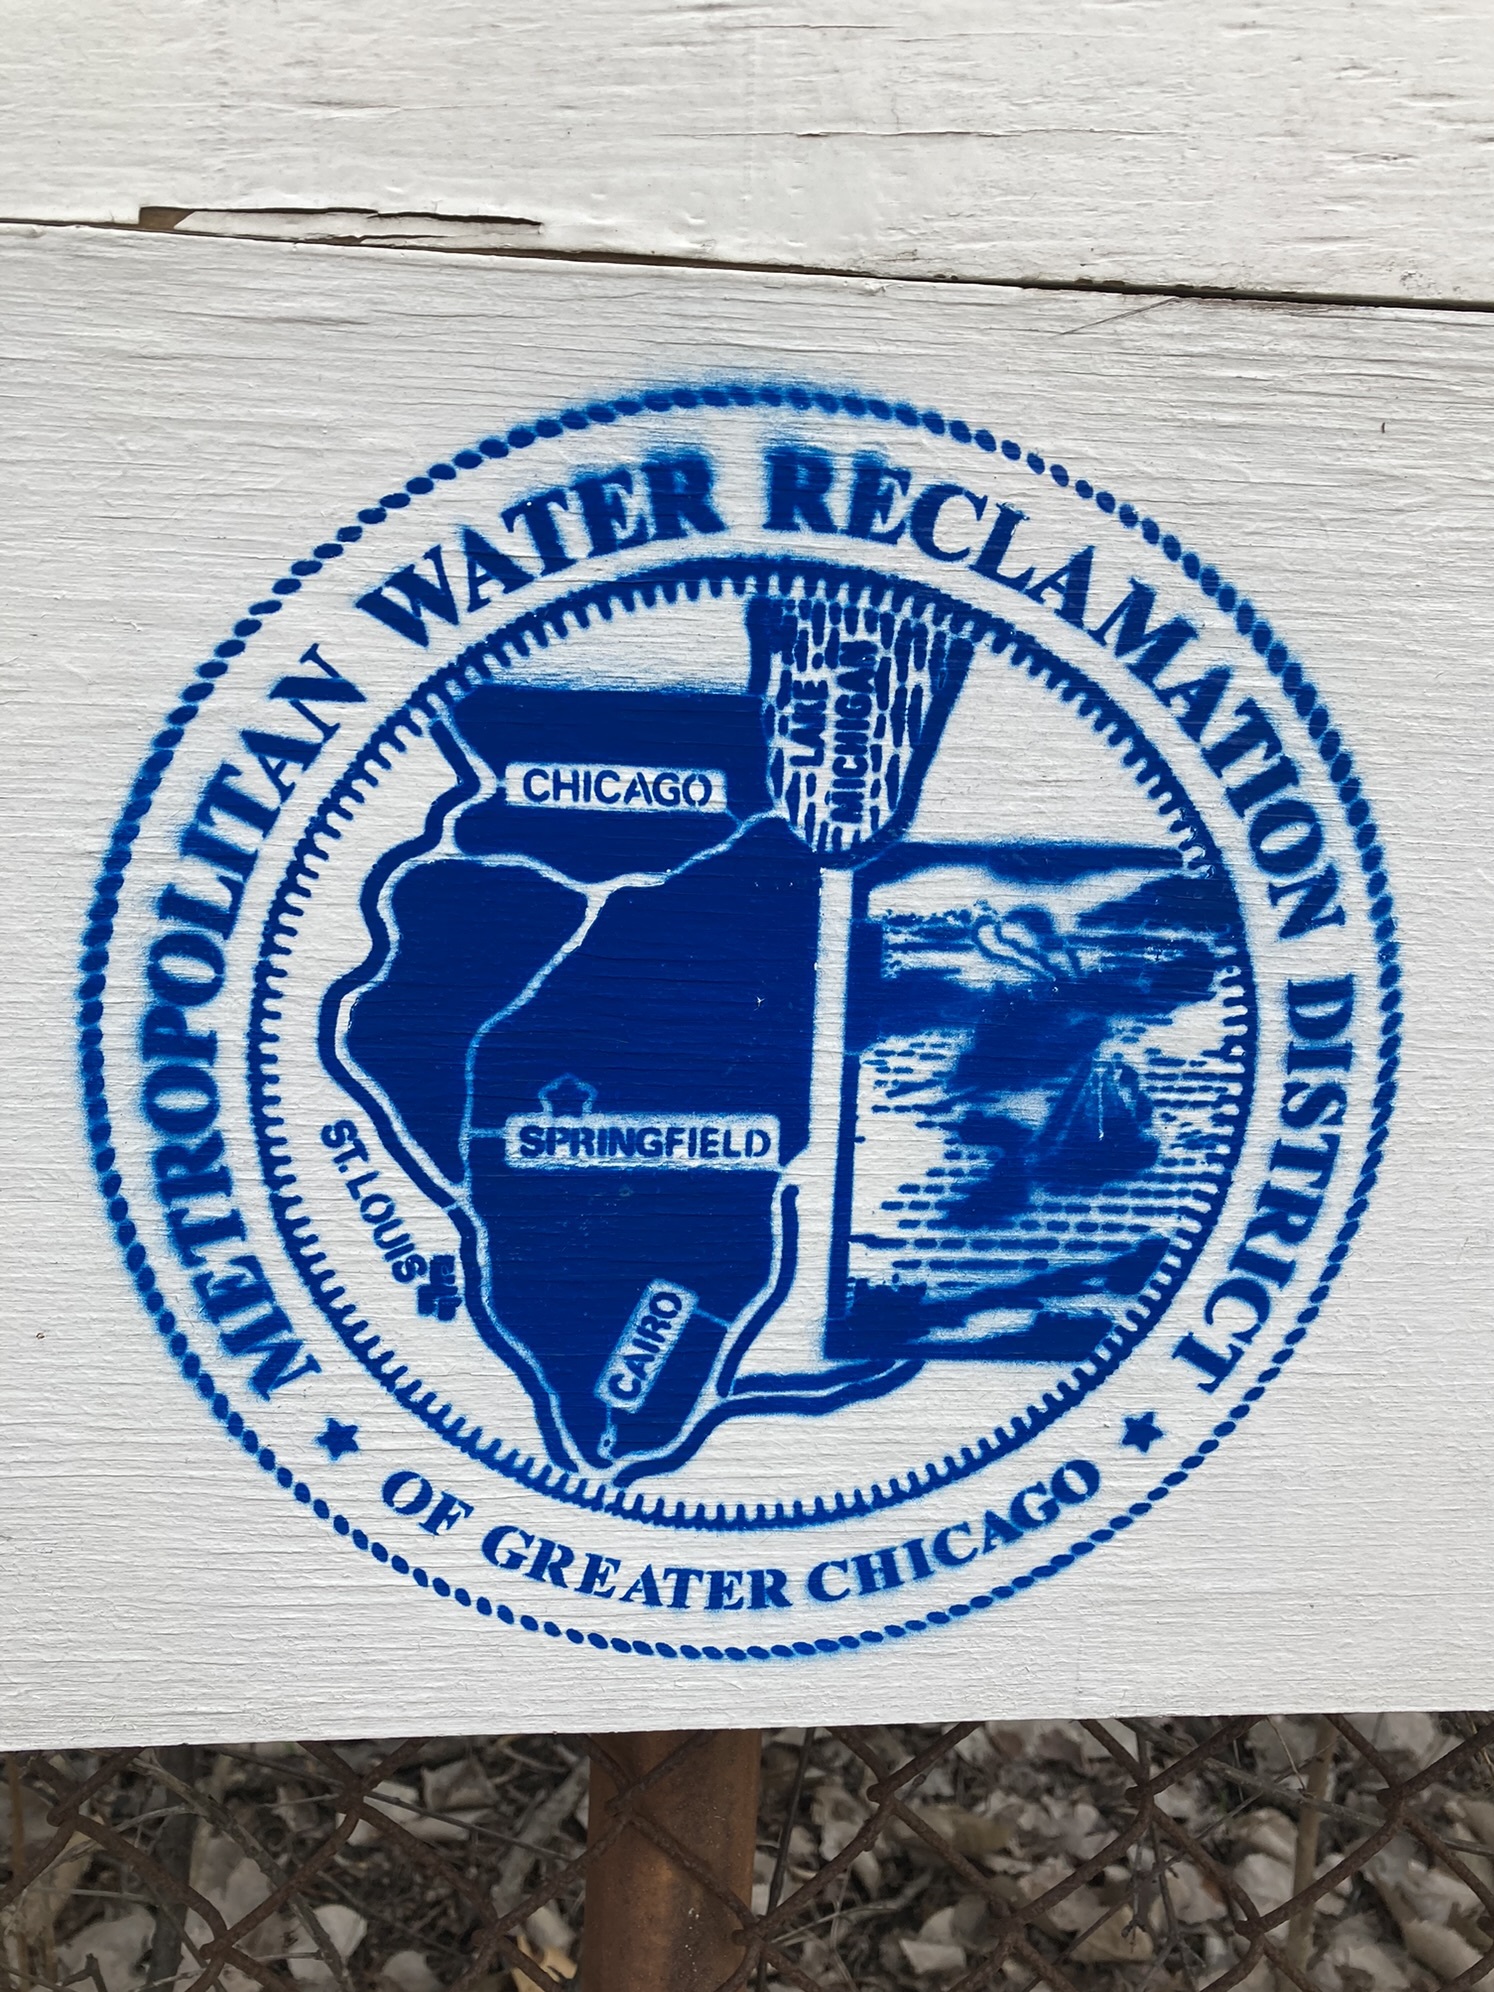 METROPOLITAN WATER RECLAMATION DISTRICT
OF GREATER CHICAGO
LAKE
MICHIGAN
CHICAGO
SPRINGFIELD
ST. LOUIS
CAIRO